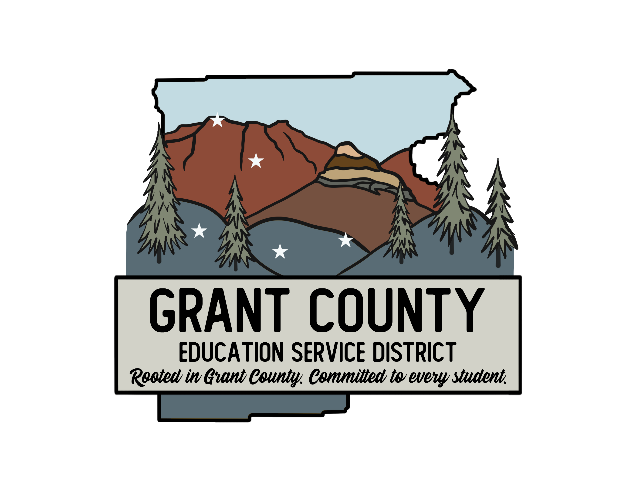 GRANT COUNTY
EDUCATION SERVICE DISTRICT
Rooted in Grant County. Committed to every student.